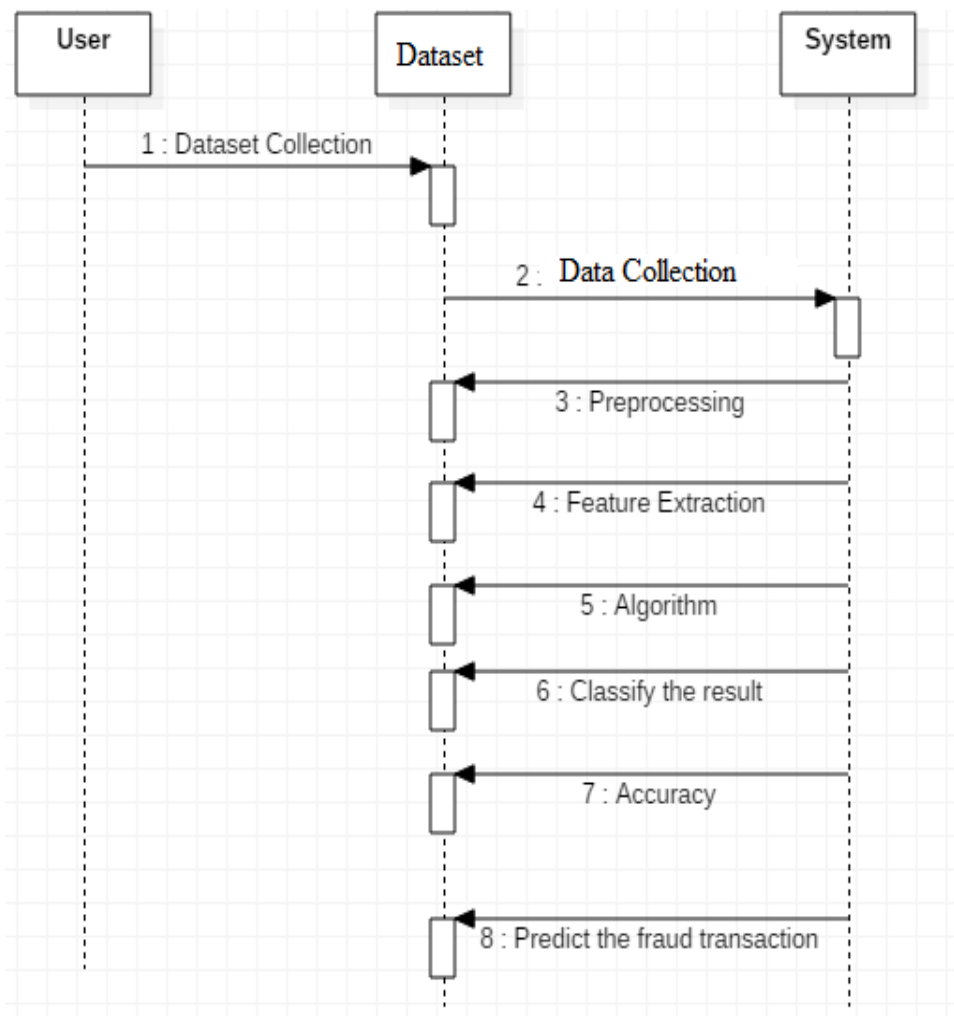 User
Dataset
System
1 : Dataset Collection
2 : Data Collection
3 : Preprocessing
4 : Feature Extraction
5 : Algorithm
6 : Classify the result
7 : Accuracy
8 : Predict the fraud transaction